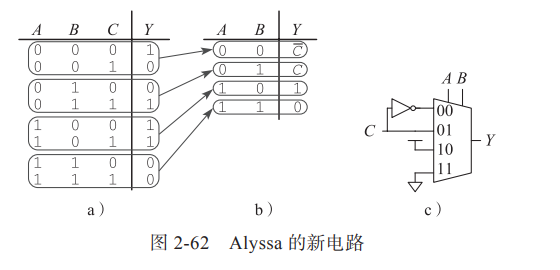 A B C Y
0 0 0 1
0 0 1 0
0 1 0 0
0 1 1 1
1 0 0 1
1 0 1 1
1 1 0 0
1 1 1 0
a）
A B Y
0 0 C̅
0 1 C
1 0 1
1 1 0
b）
A B
00
C 01 Y
10
11
c）
图 2-62 Alyssa 的新电路